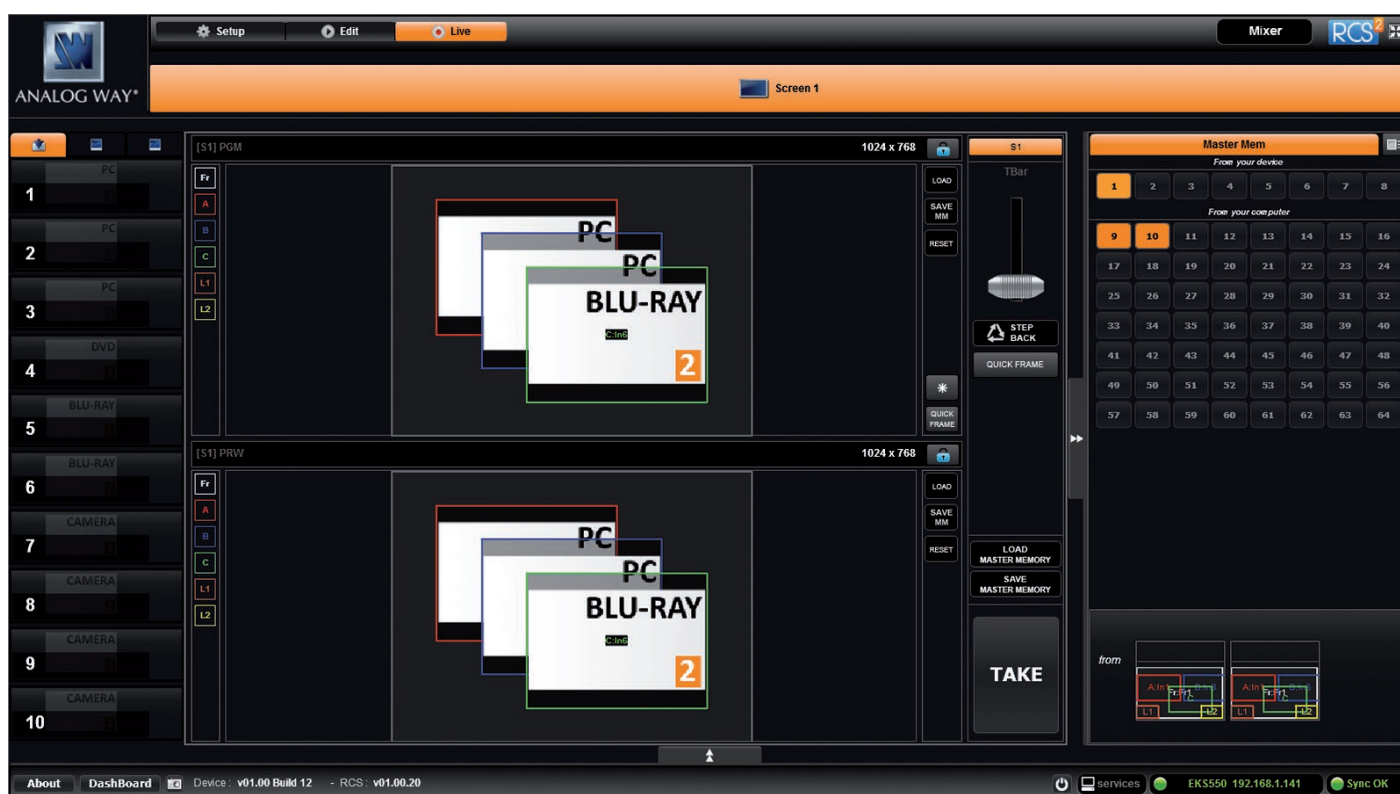 ANALOG WAY®
Setup
Edit
Live
Mixer
RCS²
Screen 1
1 PC
2 PC
3 PC
4 DVD
5 BLU-RAY
6 BLU-RAY
7 CAMERA
8 CAMERA
9 CAMERA
10 CAMERA
[S1] PGM
1024 x 768
Fr
A
B
C
L1
L2
PC
PC
BLU-RAY
C:In6
2
LOAD
SAVE MM
RESET
QUICK FRAME
[S1] PRW
1024 x 768
Fr
A
B
C
L1
L2
PC
PC
BLU-RAY
C:In6
2
LOAD
SAVE MM
RESET
S1
TBar
STEP BACK
QUICK FRAME
LOAD MASTER MEMORY
SAVE MASTER MEMORY
TAKE
Master Mem
From your device
1 2 3 4 5 6 7 8
From your computer
9 10 11 12 13 14 15 16
17 18 19 20 21 22 23 24
25 26 27 28 29 30 31 32
33 34 35 36 37 38 39 40
41 42 43 44 45 46 47 48
49 50 51 52 53 54 55 56
57 58 59 60 61 62 63 64
from
A:In1 Fr:Fr1 C L1 L2
A:In1 Fr:Fr1 C L1 L2
About
DashBoard
Device : v01.00 Build 12 - RCS : v01.00.20
services
EKS550 192.168.1.141
Sync OK